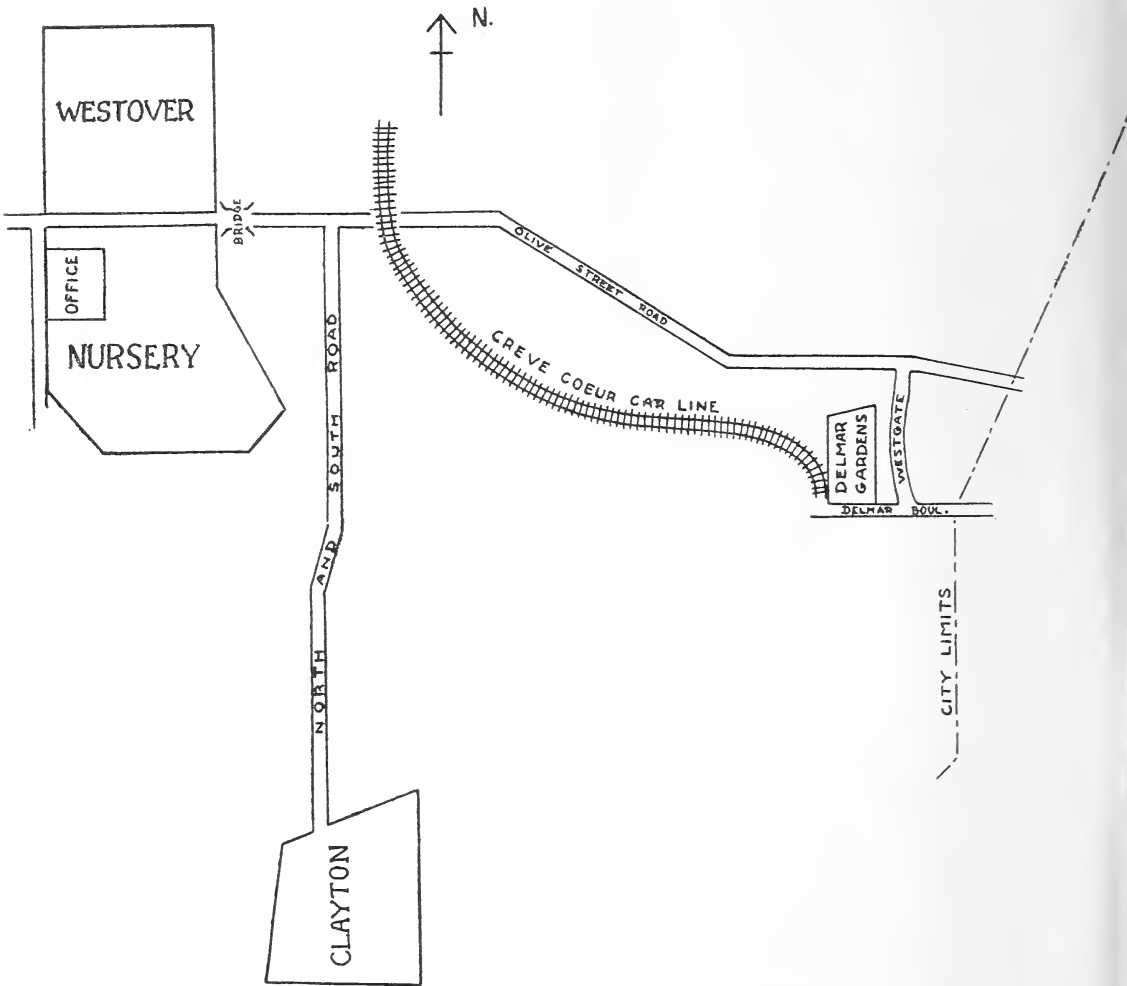 N.
WESTOVER
BRIDGE
OFFICE
NURSERY
OLIVE STREET ROAD
CREVE COEUR CAR LINE
NORTH AND SOUTH ROAD
DELMAR
GARDENS
WESTGATE
DELMAR BOUL.
CITY LIMITS
CLAYTON